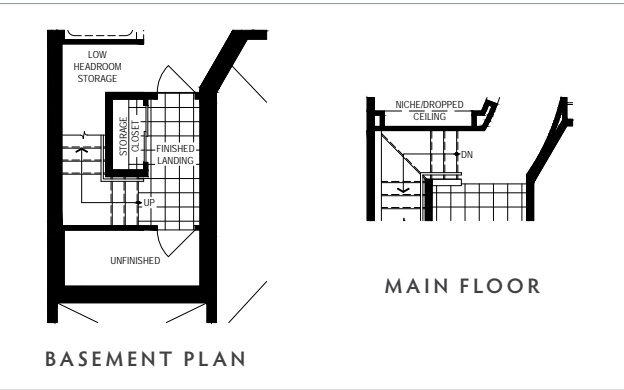 LOW
HEADROOM
STORAGE
STORAGE
CLOSET
FINISHED
LANDING
UP
UNFINISHED
BASEMENT PLAN
NICHE/DROPPED
CEILING
DN
MAIN FLOOR